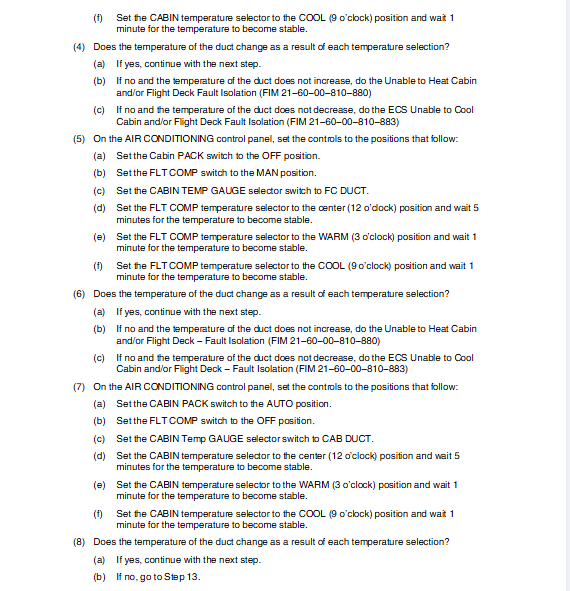 (f) Set the CABIN temperature selector to the COOL (9 o'clock) position and wait 1
minute for the temperature to become stable.
(4) Does the temperature of the duct change as a result of each temperature selection?
(a) If yes, continue with the next step.
(b) If no and the temperature of the duct does not increase, do the Unable to Heat Cabin
and/or Flight Deck Fault Isolation (FIM 21–60–00–810–880)
(c) If no and the temperature of the duct does not decrease, do the ECS Unable to Cool
Cabin and/or Flight Deck Fault Isolation (FIM 21–60–00–810–883)
(5) On the AIR CONDITIONING control panel, set the controls to the positions that follow:
(a) Set the Cabin PACK switch to the OFF position.
(b) Set the FLT COMP switch to the MAN position.
(c) Set the CABIN TEMP GAUGE selector switch to FC DUCT.
(d) Set the FLT COMP temperature selector to the center (12 o'clock) position and wait 5
minutes for the temperature to become stable.
(e) Set the FLT COMP temperature selector to the WARM (3 o'clock) position and wait 1
minute for the temperature to become stable.
(f) Set the FLT COMP temperature selector to the COOL (9 o'clock) position and wait 1
minute for the temperature to become stable.
(6) Does the temperature of the duct change as a result of each temperature selection?
(a) If yes, continue with the next step.
(b) If no and the temperature of the duct does not increase, do the Unable to Heat Cabin
and/or Flight Deck – Fault Isolation (FIM 21–60–00–810–880)
(c) If no and the temperature of the duct does not decrease, do the ECS Unable to Cool
Cabin and/or Flight Deck – Fault Isolation (FIM 21–60–00–810–883)
(7) On the AIR CONDITIONING control panel, set the controls to the positions that follow:
(a) Set the CABIN PACK switch to the AUTO position.
(b) Set the FLT COMP switch to the OFF position.
(c) Set the CABIN Temp GAUGE selector switch to CAB DUCT.
(d) Set the CABIN temperature selector to the center (12 o'clock) position and wait 5
minutes for the temperature to become stable.
(e) Set the CABIN temperature selector to the WARM (3 o'clock) position and wait 1
minute for the temperature to become stable.
(f) Set the CABIN temperature selector to the COOL (9 o'clock) position and wait 1
minute for the temperature to become stable.
(8) Does the temperature of the duct change as a result of each temperature selection?
(a) If yes, continue with the next step.
(b) If no, go to Step 13.